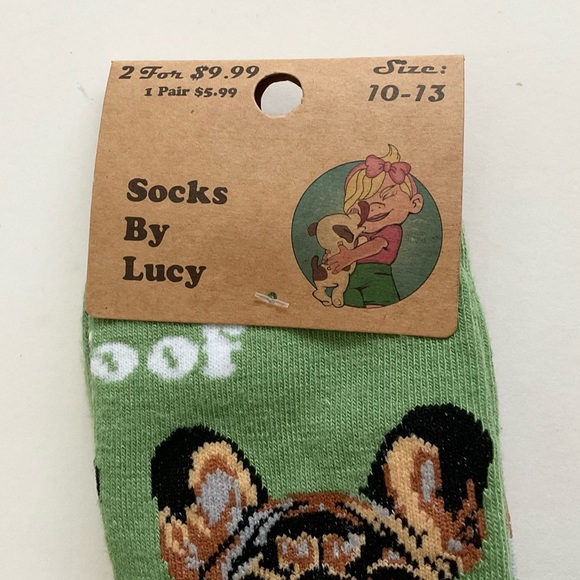 2 For $9.99
1 Pair $5.99
Size:
10-13
Socks
By
Lucy
oof